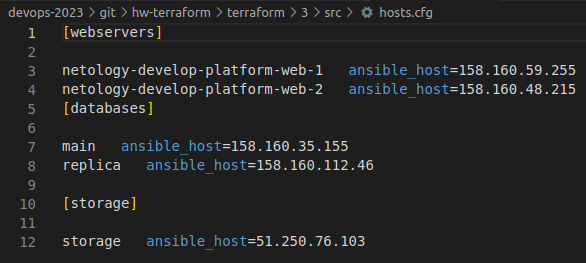 devops-2023 > git > hw-terraform > terraform > 3 > src > hosts.cfg
1 [webservers]
2
3 netology-develop-platform-web-1 ansible_host=158.160.59.255
4 netology-develop-platform-web-2 ansible_host=158.160.48.215
5 [databases]
6
7 main ansible_host=158.160.35.155
8 replica ansible_host=158.160.112.46
9
10 [storage]
11
12 storage ansible_host=51.250.76.103